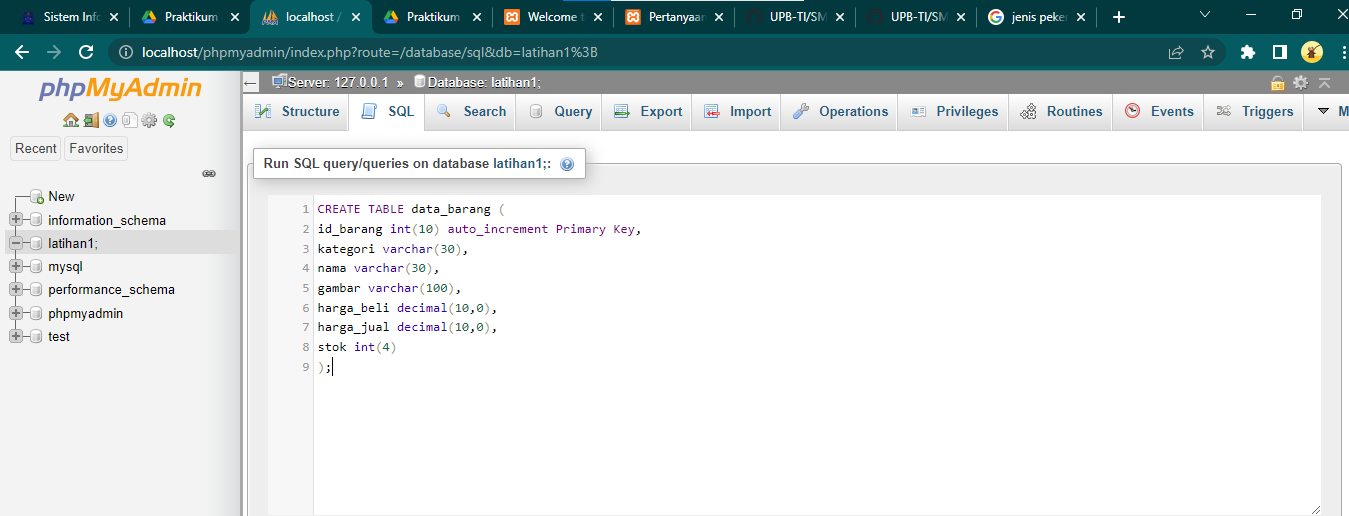 Sistem Inf
Praktikum
localhost /
Praktikum
Welcome t
Pertanyaan
UPB-TI/SM
UPB-TI/SM
jenis peker
localhost/phpmyadmin/index.php?route=/database/sql&db=latihan1%3B
phpMyAdmin
Recent
Favorites
New
information_schema
latihan1;
mysql
performance_schema
phpmyadmin
test
Server: 127.0.0.1 » Database: latihan1;
Structure
SQL
Search
Query
Export
Import
Operations
Privileges
Routines
Events
Triggers
M
Run SQL query/queries on database latihan1;:
1 CREATE TABLE data_barang (
2 id_barang int(10) auto_increment Primary Key,
3 kategori varchar(30),
4 nama varchar(30),
5 gambar varchar(100),
6 harga_beli decimal(10,0),
7 harga_jual decimal(10,0),
8 stok int(4)
9 );